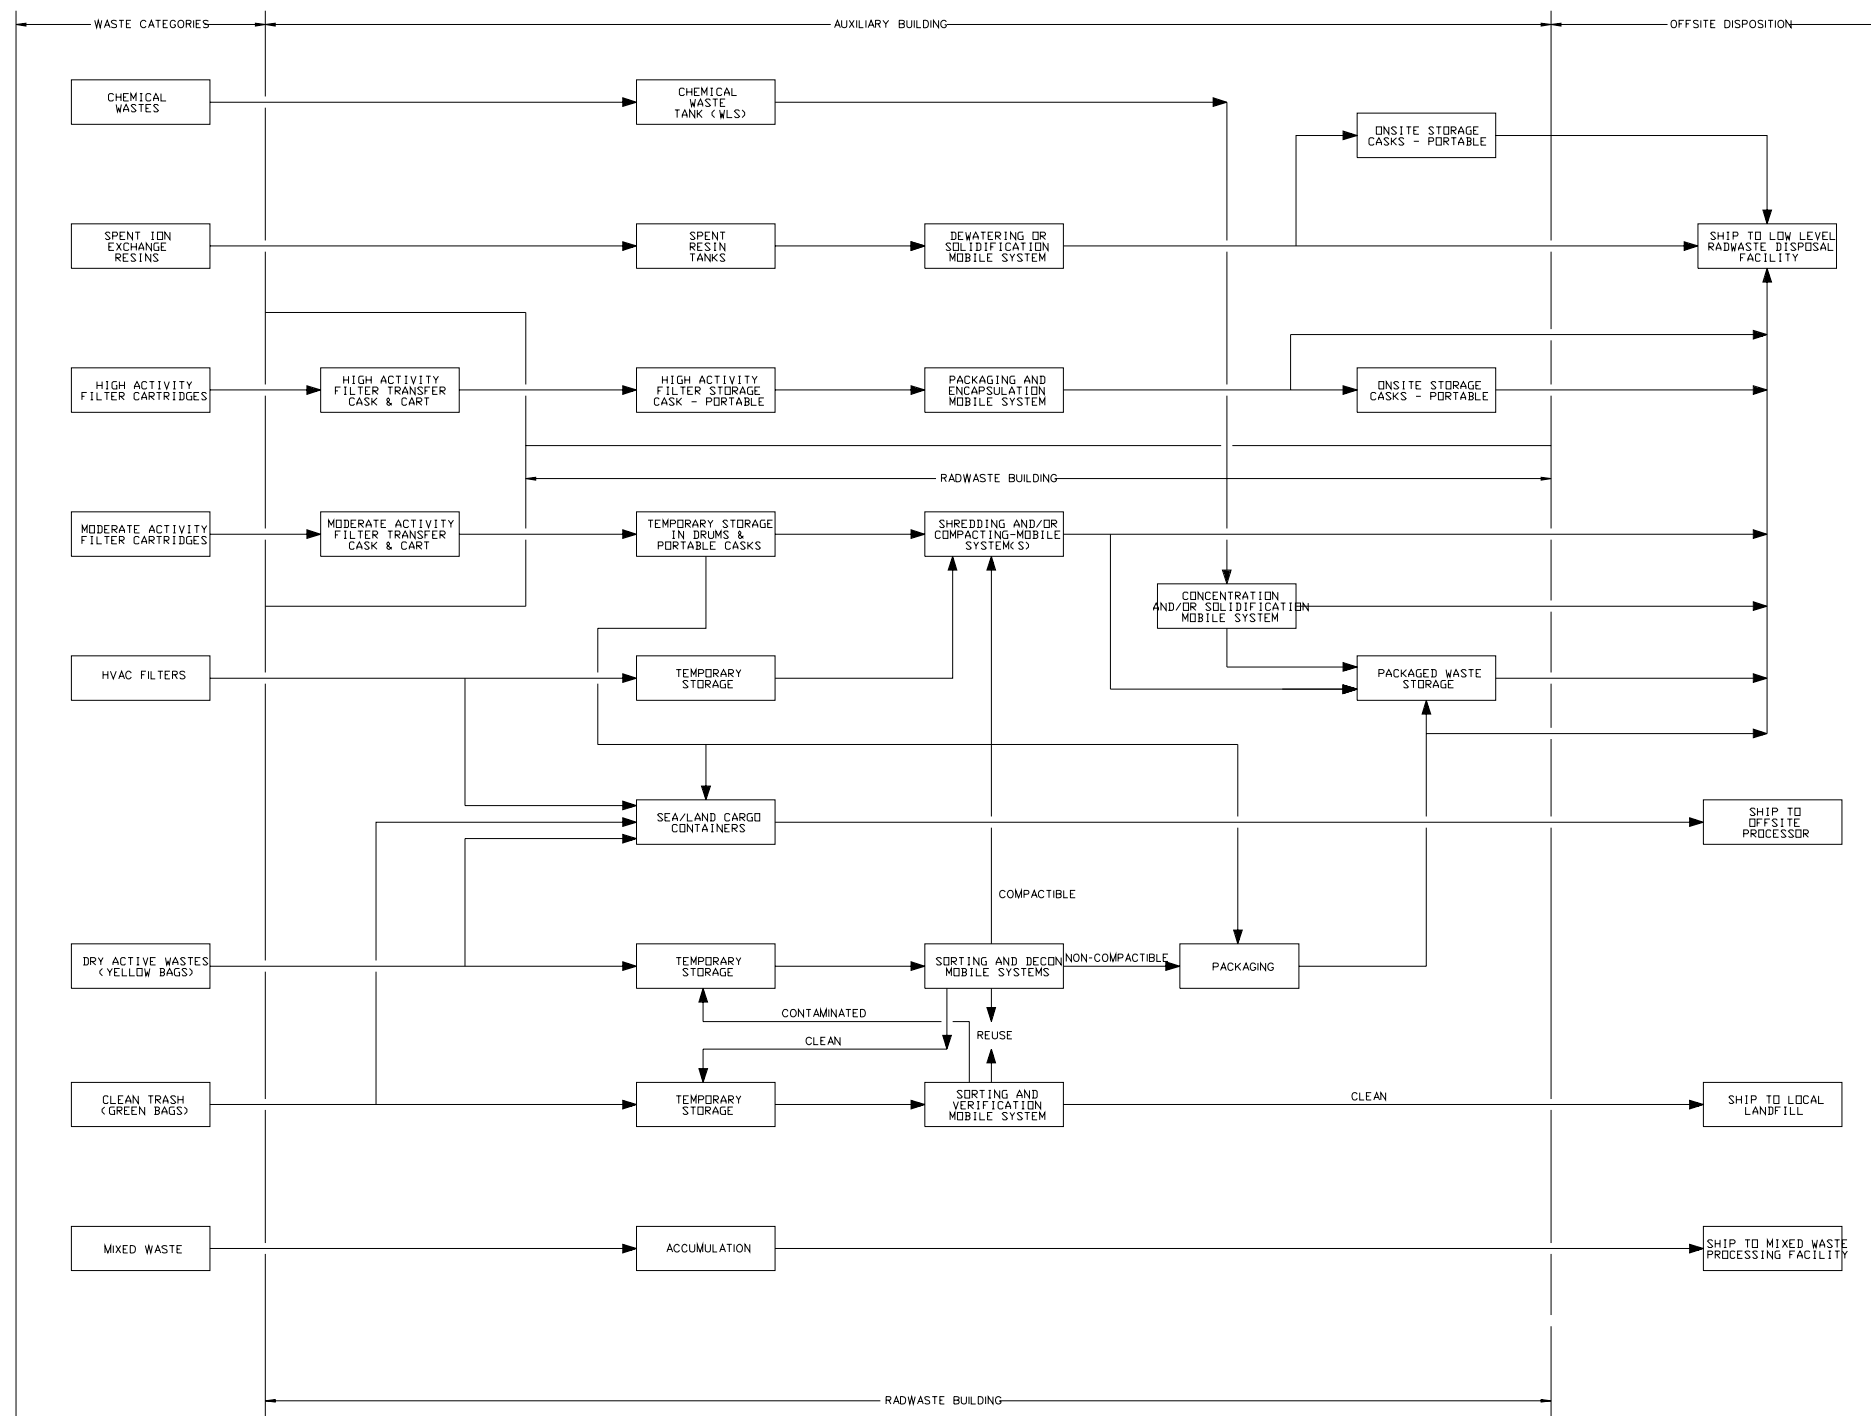 WASTE CATEGORIES
AUXILIARY BUILDING
OFFSITE DISPOSITION
CHEMICAL
WASTES
CHEMICAL
WASTE
TANK (WLS)
ONSITE STORAGE
CASKS - PORTABLE
SPENT ION
EXCHANGE
RESINS
SPENT
RESIN
TANKS
DEWATERING OR
SOLIDIFICATION
MOBILE SYSTEM
SHIP TO LOW LEVEL
RADWASTE DISPOSAL
FACILITY
HIGH ACTIVITY
FILTER CARTRIDGES
HIGH ACTIVITY
FILTER TRANSFER
CASK & CART
HIGH ACTIVITY
FILTER STORAGE
CASK - PORTABLE
PACKAGING AND
ENCAPSULATION
MOBILE SYSTEM
ONSITE STORAGE
CASKS - PORTABLE
RADWASTE BUILDING
MODERATE ACTIVITY
FILTER CARTRIDGES
MODERATE ACTIVITY
FILTER TRANSFER
CASK & CART
TEMPORARY STORAGE
IN DRUMS &
PORTABLE CASKS
SHREDDING AND/OR
COMPACTING-MOBILE
SYSTEM(S)
CONCENTRATION
AND/OR SOLIDIFICATION
MOBILE SYSTEM
HVAC FILTERS
TEMPORARY
STORAGE
PACKAGED WASTE
STORAGE
SEA/LAND CARGO
CONTAINERS
SHIP TO
OFFSITE
PROCESSOR
COMPACTIBLE
DRY ACTIVE WASTES
(YELLOW BAGS)
TEMPORARY
STORAGE
SORTING AND DECON
MOBILE SYSTEMS
NON-COMPACTIBLE
PACKAGING
CONTAMINATED
REUSE
CLEAN
CLEAN TRASH
(GREEN BAGS)
TEMPORARY
STORAGE
SORTING AND
VERIFICATION
MOBILE SYSTEM
CLEAN
SHIP TO LOCAL
LANDFILL
MIXED WASTE
ACCUMULATION
SHIP TO MIXED WASTE
PROCESSING FACILITY
RADWASTE BUILDING